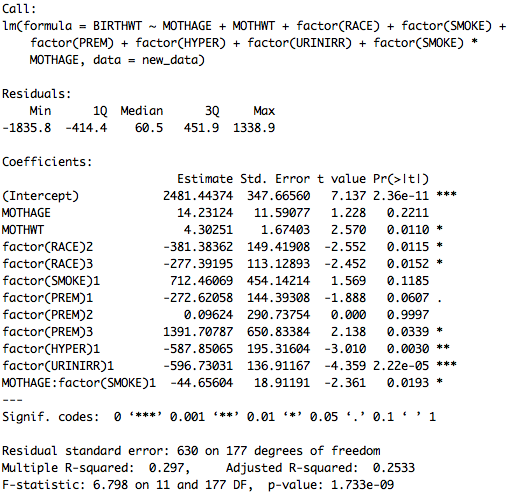 Call:
lm(formula = BIRTHWT ~ MOTHAGE + MOTHWT + factor(RACE) + factor(SMOKE) +
    factor(PREM) + factor(HYPER) + factor(URINIRR) + factor(SMOKE) *
    MOTHAGE, data = new_data)

Residuals:
    Min      1Q  Median      3Q     Max
-1835.8  -414.4    60.5   451.9  1338.9

Coefficients:
                         Estimate Std. Error t value Pr(>|t|)
(Intercept)            2481.44374  347.66560   7.137 2.36e-11 ***
MOTHAGE                  14.23124   11.59077   1.228   0.2211
MOTHWT                    4.30251    1.67403   2.570   0.0110 *
factor(RACE)2          -381.38362  149.41908  -2.552   0.0115 *
factor(RACE)3          -277.39195  113.12893  -2.452   0.0152 *
factor(SMOKE)1          712.46069  454.14214   1.569   0.1185
factor(PREM)1          -272.62058  144.39308  -1.888   0.0607 .
factor(PREM)2             0.09624  290.73754   0.000   0.9997
factor(PREM)3          1391.70787  650.83384   2.138   0.0339 *
factor(HYPER)1         -587.85065  195.31604  -3.010   0.0030 **
factor(URINIRR)1       -596.73031  136.91167  -4.359 2.22e-05 ***
MOTHAGE:factor(SMOKE)1  -44.65604   18.91191  -2.361   0.0193 *
---
Signif. codes:  0 ‘***’ 0.001 ‘**’ 0.01 ‘*’ 0.05 ‘.’ 0.1 ‘ ’ 1

Residual standard error: 630 on 177 degrees of freedom
Multiple R-squared:  0.297,     Adjusted R-squared:  0.2533
F-statistic: 6.798 on 11 and 177 DF,  p-value: 1.733e-09